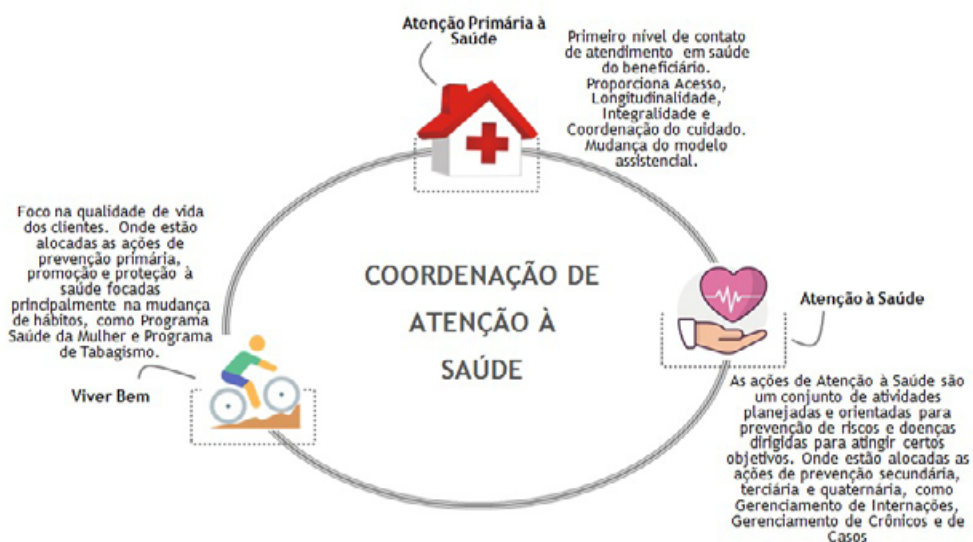 Atenção Primária à
Saúde
Primeiro nível de contato
de atendimento em saúde
do beneficiário.
Proporciona Acesso,
Longitudinalidade,
Integralidade e
Coordenação do cuidado.
Mudança do modelo
assistencial.
Foco na qualidade de vida
dos clientes. Onde estão
alocadas as ações de
prevenção primária,
promoção e proteção à
saúde focadas
principalmente na mudança
de hábitos, como Programa
Saúde da Mulher e Programa
de Tabagismo.
Viver Bem
COORDENAÇÃO DE
ATENÇÃO À
SAÚDE
Atenção à Saúde
As ações de Atenção à Saúde são
um conjunto de atividades
planejadas e orientadas para
prevenção de riscos e doenças
dirigidas para atingir certos
objetivos. Onde estão alocadas as
ações de prevenção secundária,
terciária e quaternária, como
Gerenciamento de Internações,
Gerenciamento de Crônicos e de
Casos